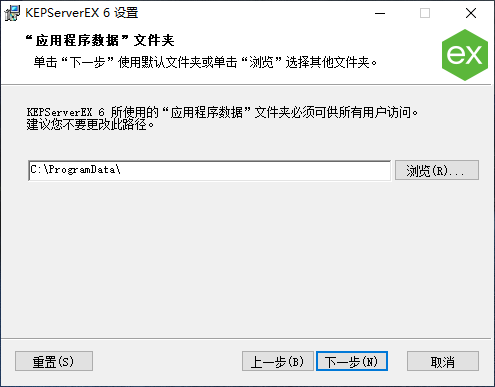 KEPServerEX 6 设置
“应用程序数据”文件夹
单击“下一步”使用默认文件夹或单击“浏览”选择其他文件夹。
ex
KEPServerEX 6 所使用的“应用程序数据”文件夹必须可供所有用户访问。
建议您不要更改此路径。
C:\ProgramData\
浏览(R)...
重置(S)
上一步(B)
下一步(N)
取消